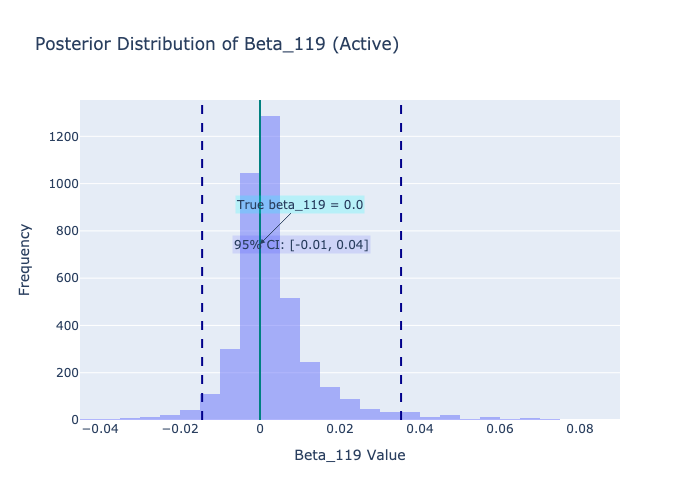 Posterior Distribution of Beta_119 (Active)
1200
1000
800
600
400
200
0
Frequency
True beta_119 = 0.0
95% CI: [-0.01, 0.04]
−0.04
−0.02
0
0.02
0.04
0.06
0.08
Beta_119 Value